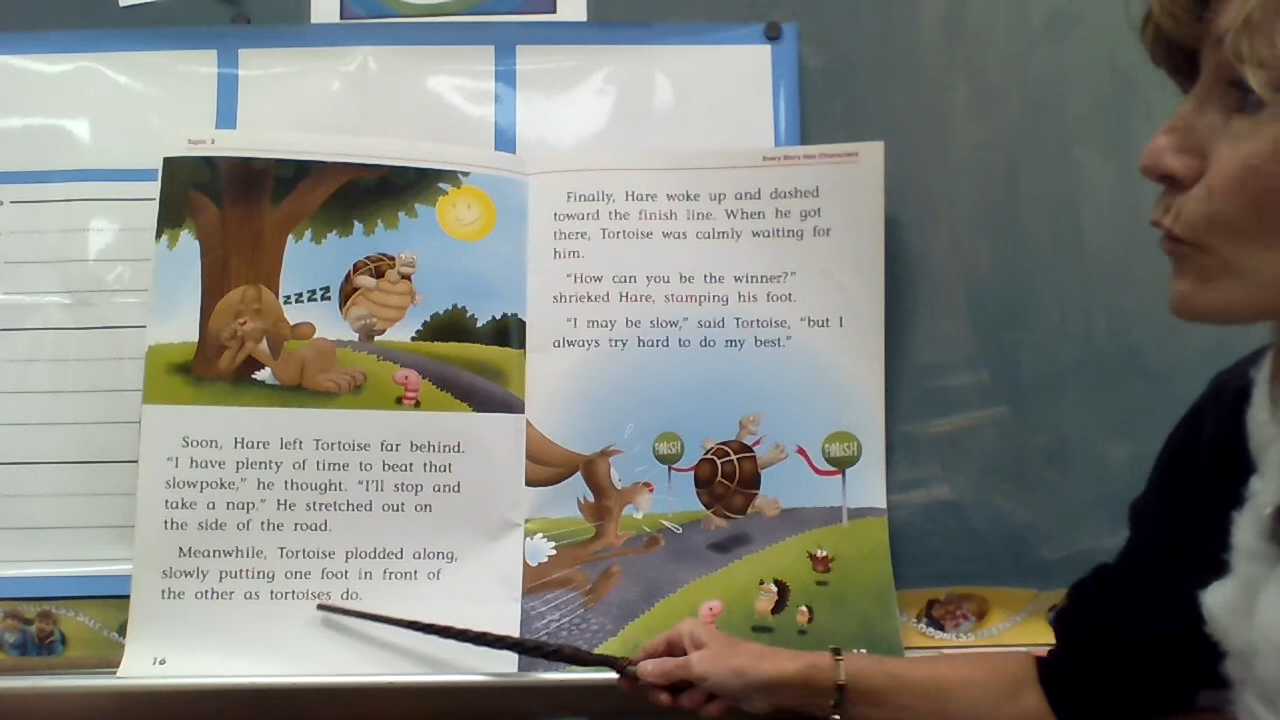 Topic 2
zzzz
Soon, Hare left Tortoise far behind.
"I have plenty of time to beat that
slowpoke," he thought. "I'll stop and
take a nap." He stretched out on
the side of the road.
Meanwhile, Tortoise plodded along,
slowly putting one foot in front of
the other as tortoises do.
16
Every Story Has Characters
Finally, Hare woke up and dashed
toward the finish line. When he got
there, Tortoise was calmly waiting for
him.
"How can you be the winner?"
shrieked Hare, stamping his foot.
"I may be slow," said Tortoise, "but I
always try hard to do my best."
FINISH
FINISH
GOODNESS